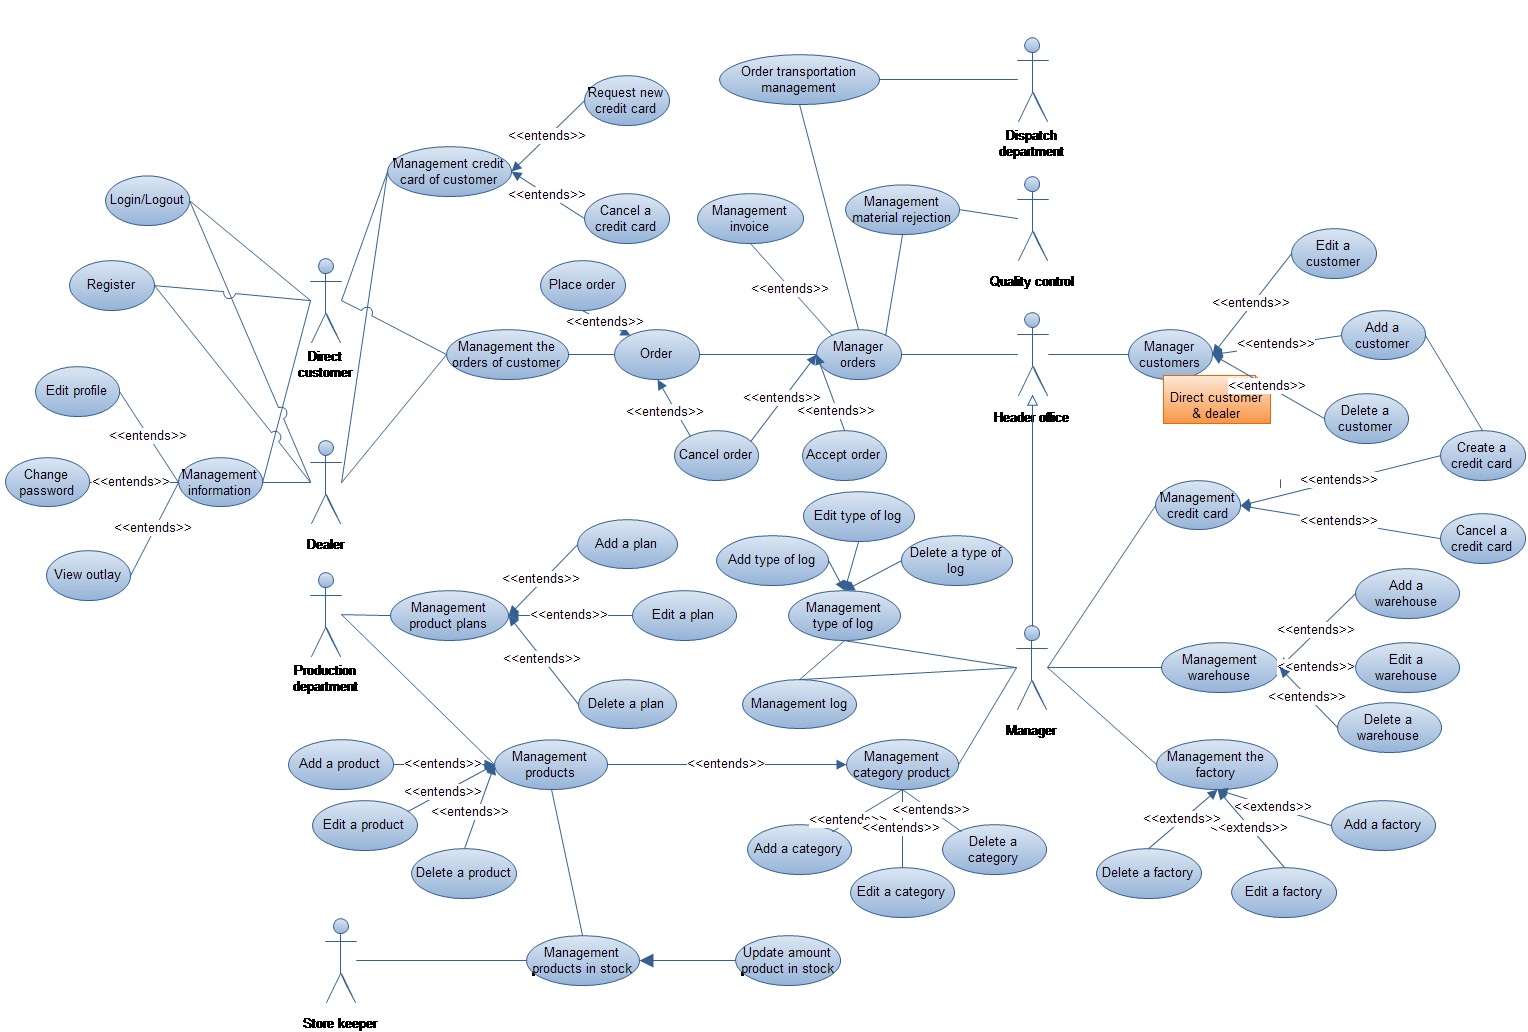 Order transportation
management
Dispatch
department
Request new
credit card
<<entends>>
Management credit
card of customer
<<entends>>
Cancel a
credit card
Login/Logout
Register
Direct
customer
Management
invoice
Management
material rejection
Quality control
Place order
<<entends>>
<<entends>>
Management the
orders of customer
Order
Manager
orders
Header office
Manager
customers
Direct customer
& dealer
Edit a
customer
<<entends>>
Add a
customer
<<entends>>
<<entends>>
Delete a
customer
Edit profile
<<entends>>
Change
password
<<entends>>
Management
information
<<entends>>
View outlay
Dealer
<<entends>>
<<entends>>
<<entends>>
Cancel order
Accept order
Create a
credit card
<<entends>>
Management
credit card
<<entends>>
Cancel a
credit card
Add a plan
<<entends>>
Management
product plans
<<entends>>
Edit a plan
<<entends>>
Delete a plan
Production
department
Edit type of log
Add type of log
Delete a type of
log
Management
type of log
Management log
Manager
Add a
warehouse
<<entends>>
Management
warehouse
<<entends>>
Edit a
warehouse
<<entends>>
Delete a
warehouse
Add a product
<<entends>>
Management
products
<<entends>>
Management
category product
<<entends>>
Edit a product
<<entends>>
Delete a product
<<entends>>
<<entends>>
<<entends>>
Add a category
Edit a category
Delete a
category
Management the
factory
<<extends>>
<<extends>>
<<extends>>
Add a factory
Delete a factory
Edit a factory
Management
products in stock
Update amount
product in stock
Store keeper